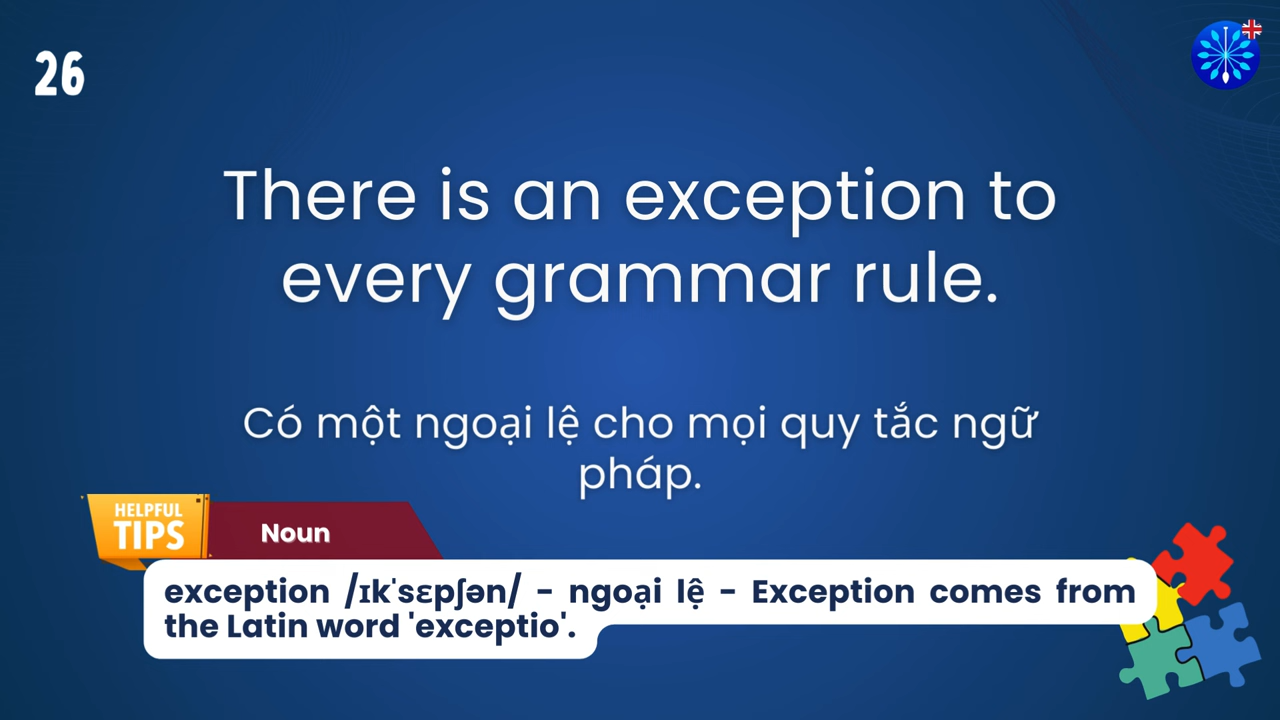 26
There is an exception to
every grammar rule.
Có một ngoại lệ cho mọi quy tắc ngữ
pháp.
HELPFUL
TIPS
Noun
exception /ɪkˈsɛpʃən/ - ngoại lệ - Exception comes from
the Latin word 'exceptio'.